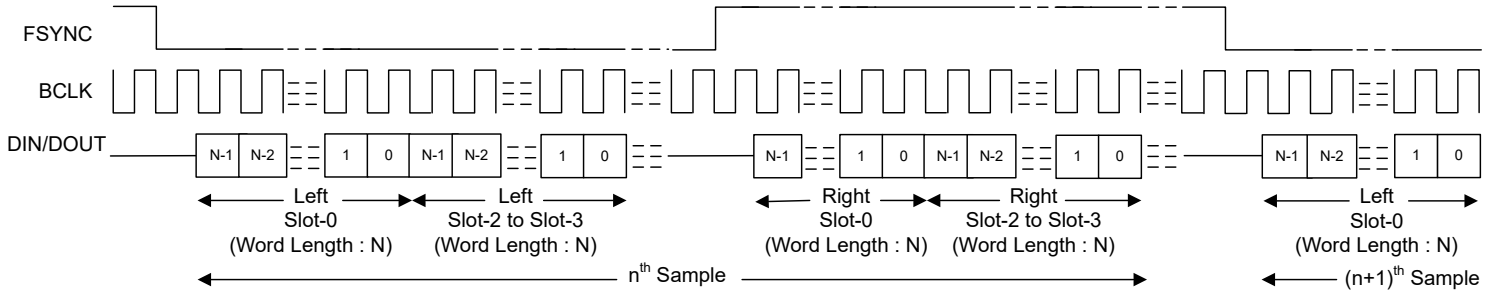 FSYNC
BCLK
DIN/DOUT
N-1 N-2 1 0 N-1 N-2 1 0 N-1 1 0 N-1 N-2 1 0 N-1 N-2 1 0
Left Left Right Right Left
Slot-0 Slot-2 to Slot-3 Slot-0 Slot-2 to Slot-3 Slot-0
(Word Length : N) (Word Length : N) (Word Length : N) (Word Length : N) (Word Length : N)
nth Sample (n+1)th Sample